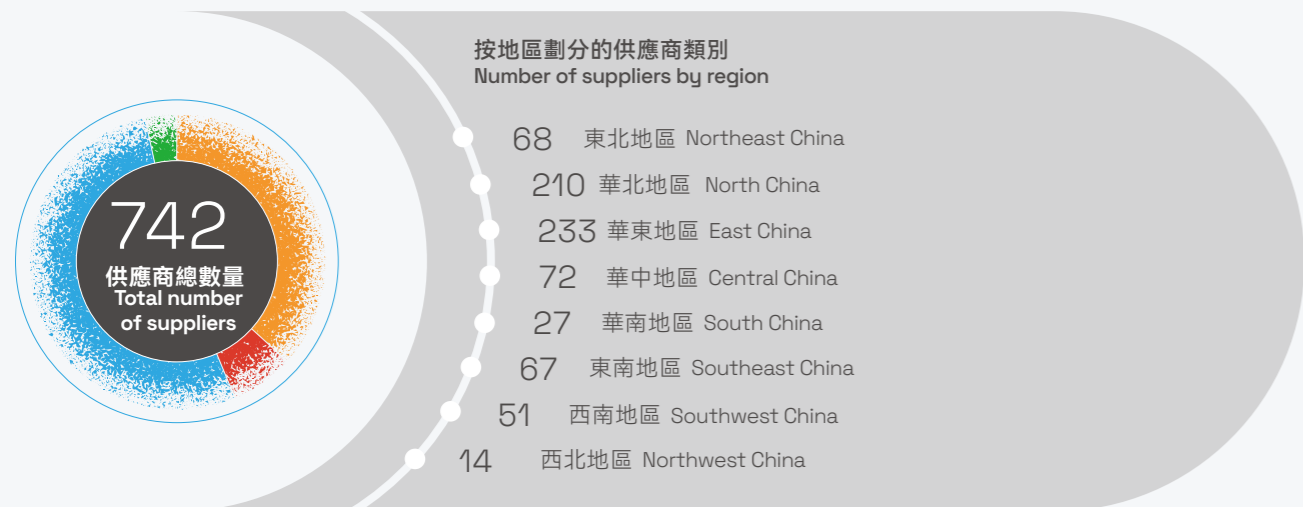 742
供應商總數量
Total number
of suppliers
按地區劃分的供應商類別
Number of suppliers by region
68 東北地區 Northeast China
210 華北地區 North China
233 華東地區 East China
72 華中地區 Central China
27 華南地區 South China
67 東南地區 Southeast China
51 西南地區 Southwest China
14 西北地區 Northwest China